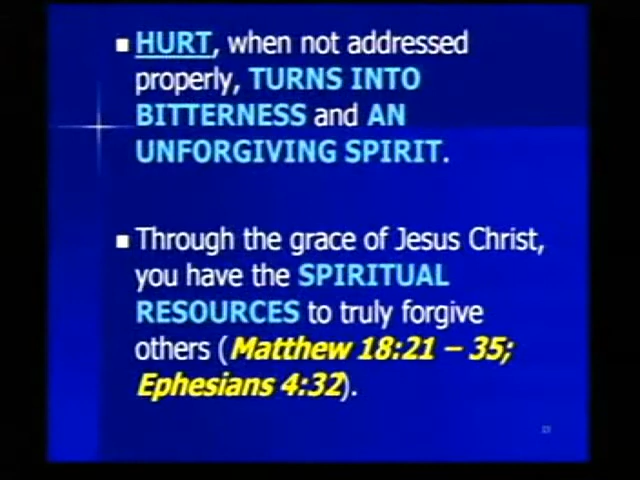 HURT, when not addressed
properly, TURNS INTO
BITTERNESS and AN
UNFORGIVING SPIRIT.
Through the grace of Jesus Christ,
you have the SPIRITUAL
RESOURCES to truly forgive
others (Matthew 18:21 – 35;
Ephesians 4:32).